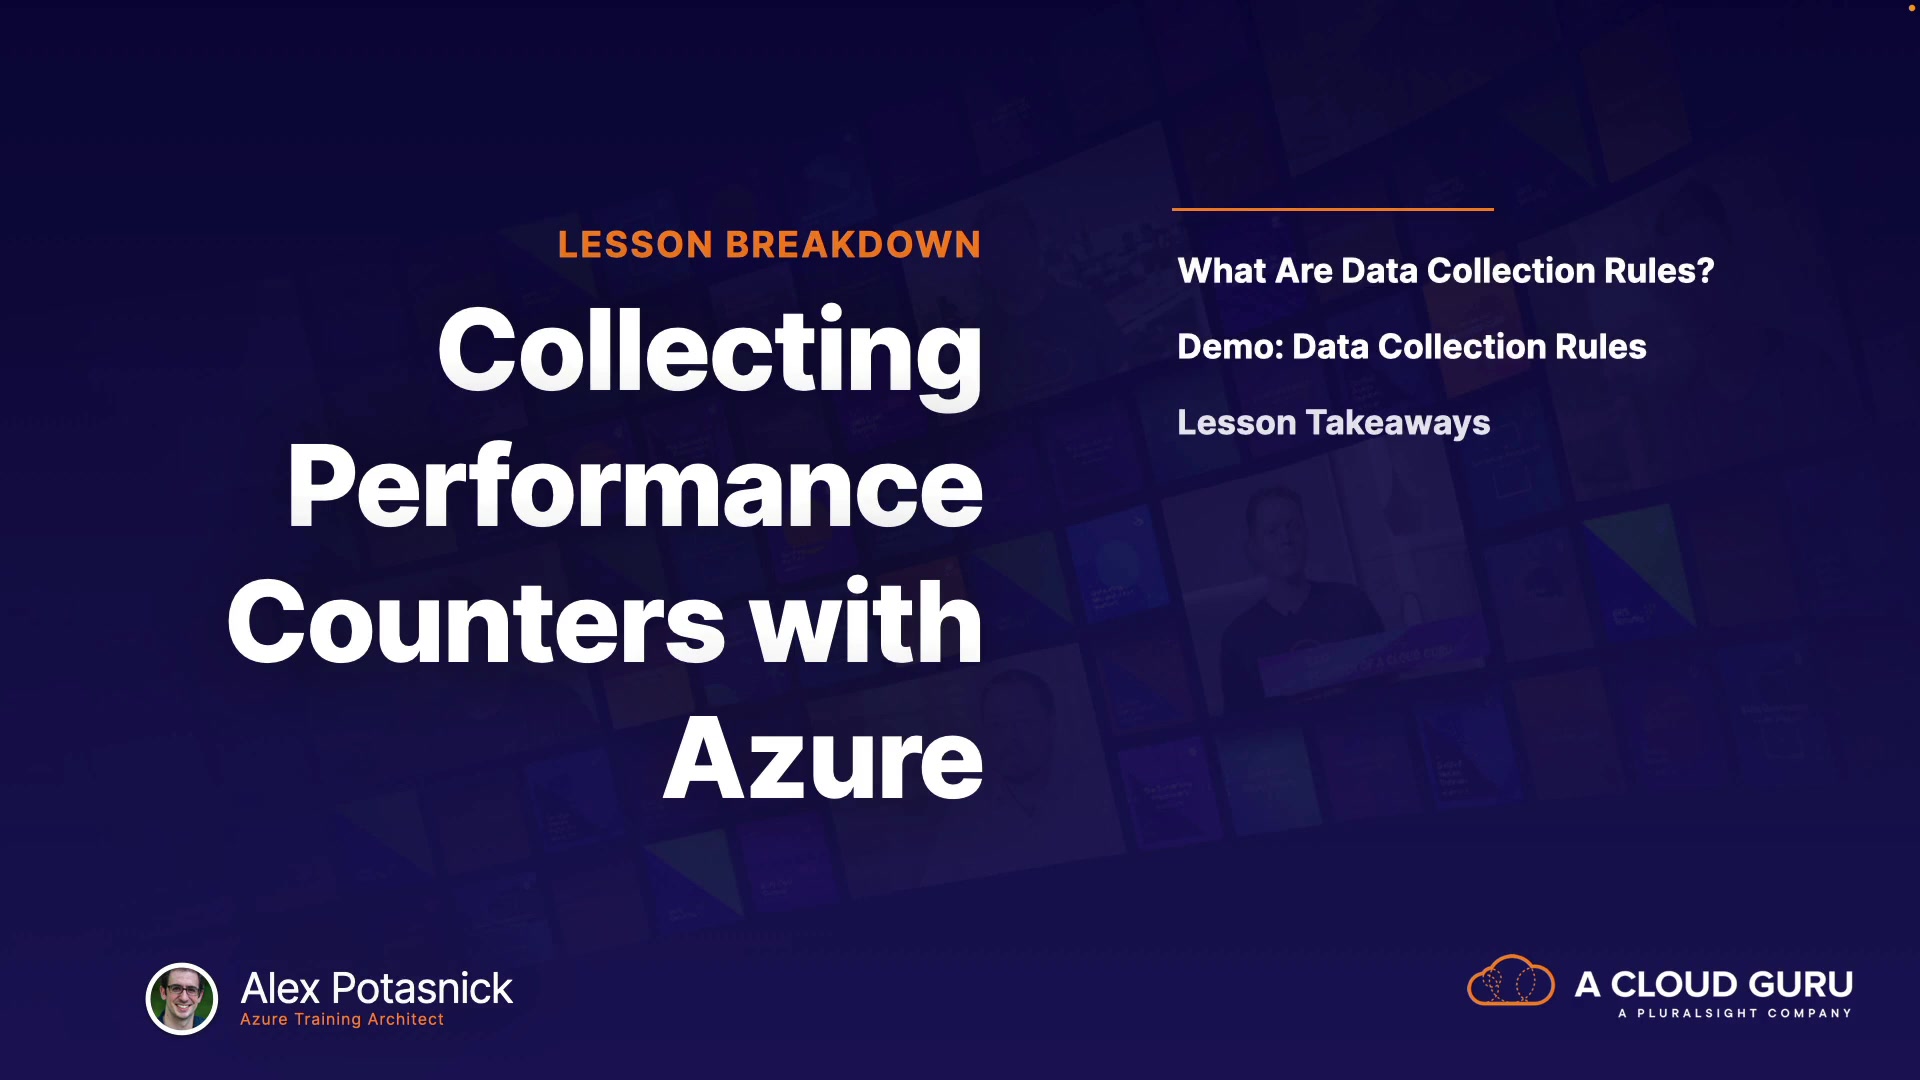 LESSON BREAKDOWN
Collecting
Performance
Counters with
Azure
What Are Data Collection Rules?
Demo: Data Collection Rules
Lesson Takeaways
Alex Potasnick
Azure Training Architect
A CLOUD GURU
A PLURALSIGHT COMPANY